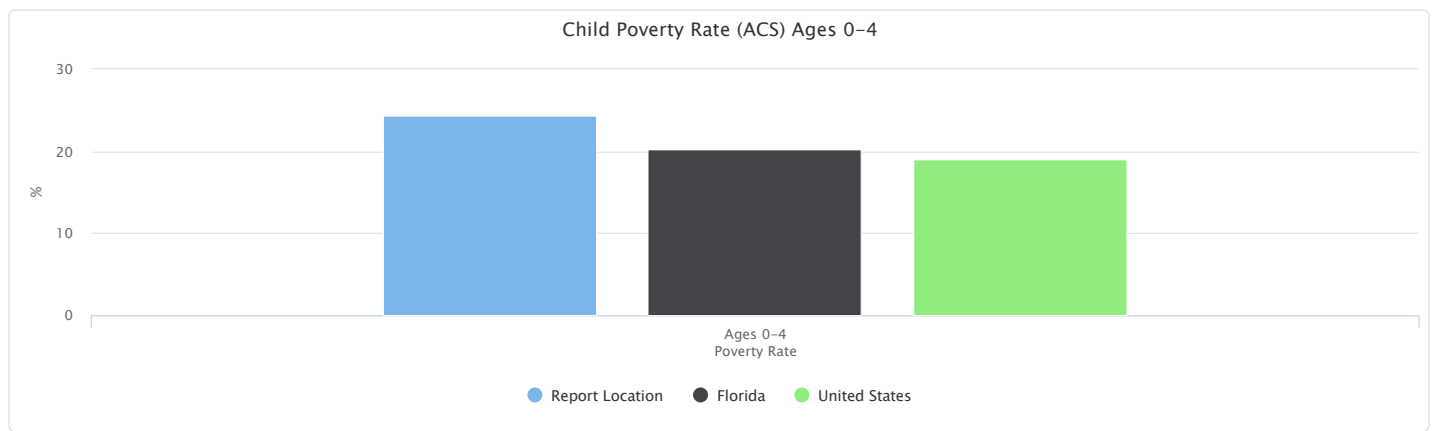 Child Poverty Rate (ACS) Ages 0-4
30
20
%
10
0
Ages 0-4
Poverty Rate
Report Location Florida United States